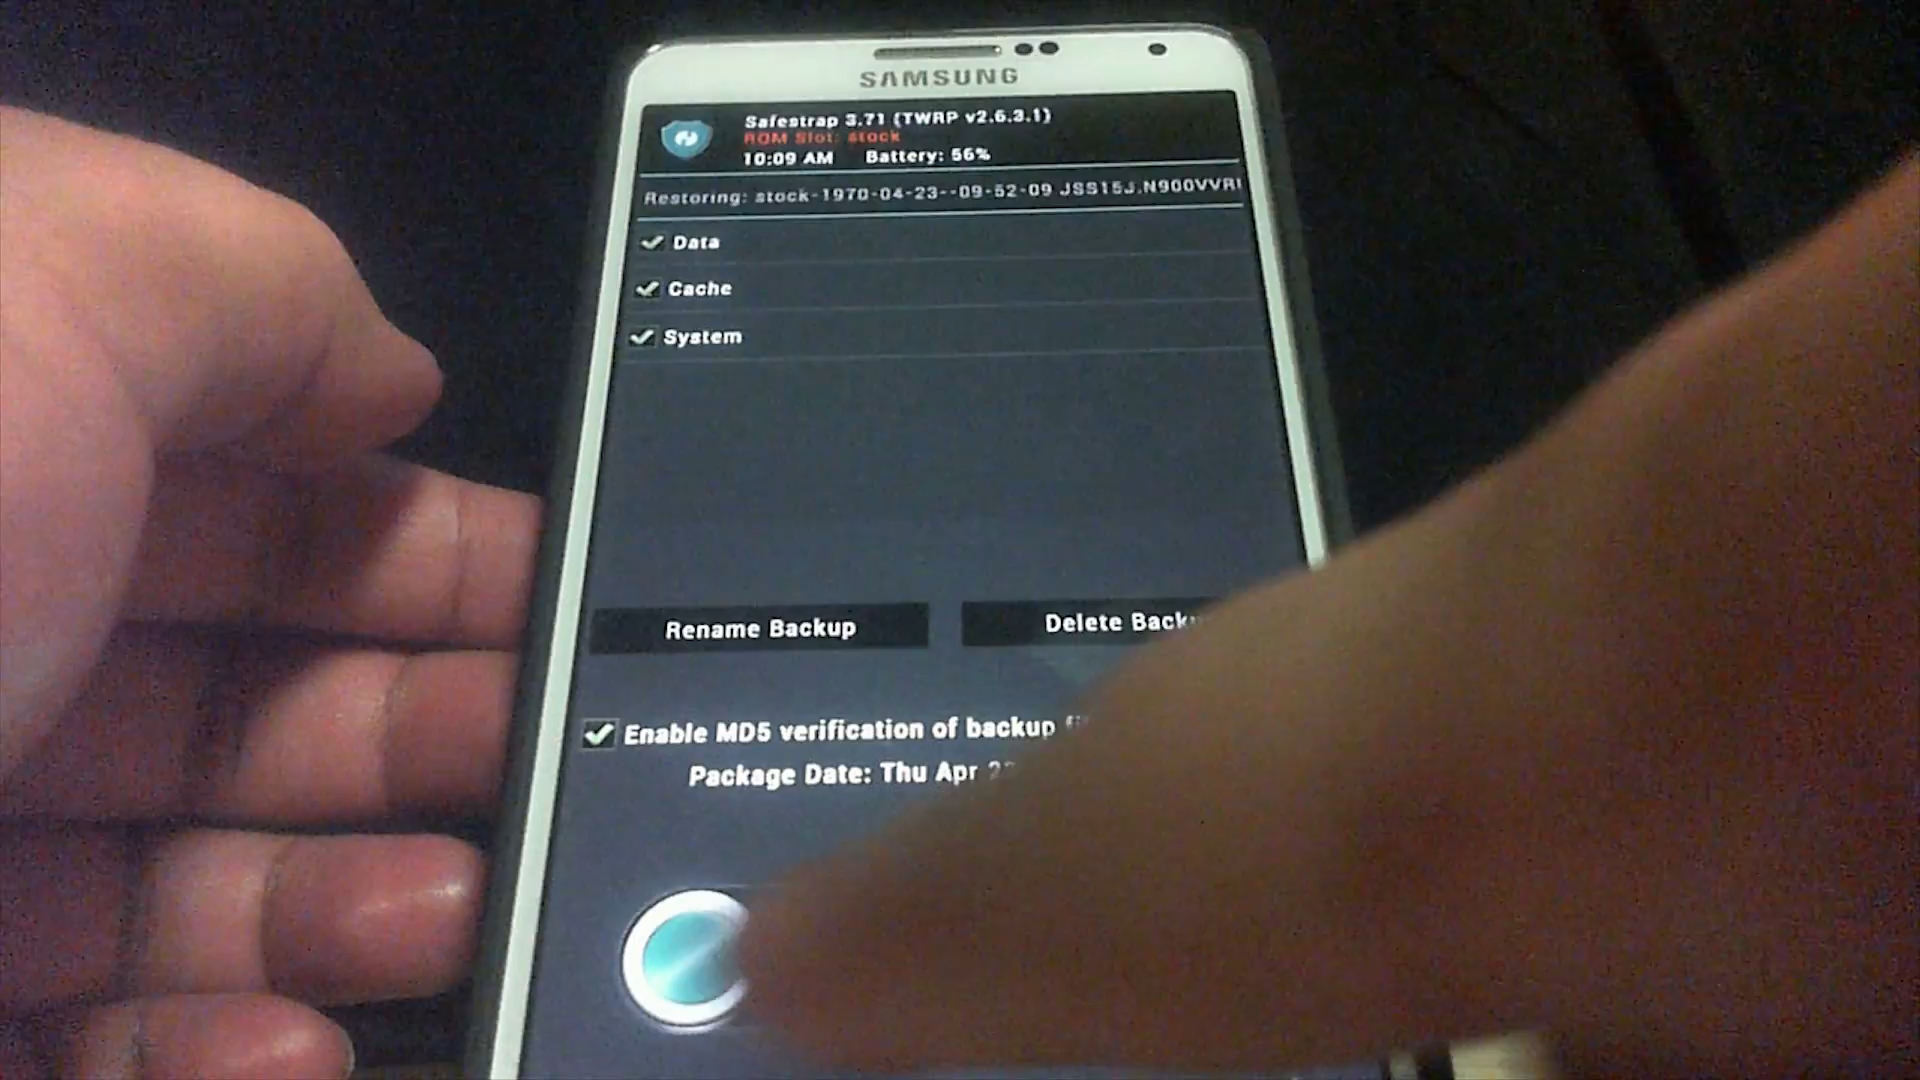 SAMSUNG
Safestrap 3.71 (TWRP v2.6.3.1)
ROM Slot: stock
10:09 AM Battery: 56%
Restoring: stock-1970-04-23--09-52-09 JSS15J.N900VVR
Data
Cache
System
Rename Backup
Delete
Enable MD5 verification of backup
Package Date: Thu Apr